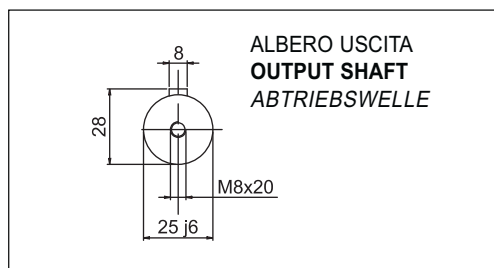 ALBERO USCITA
OUTPUT SHAFT
ABTRIEBSWELLE
8
28
M8x20
25 j6